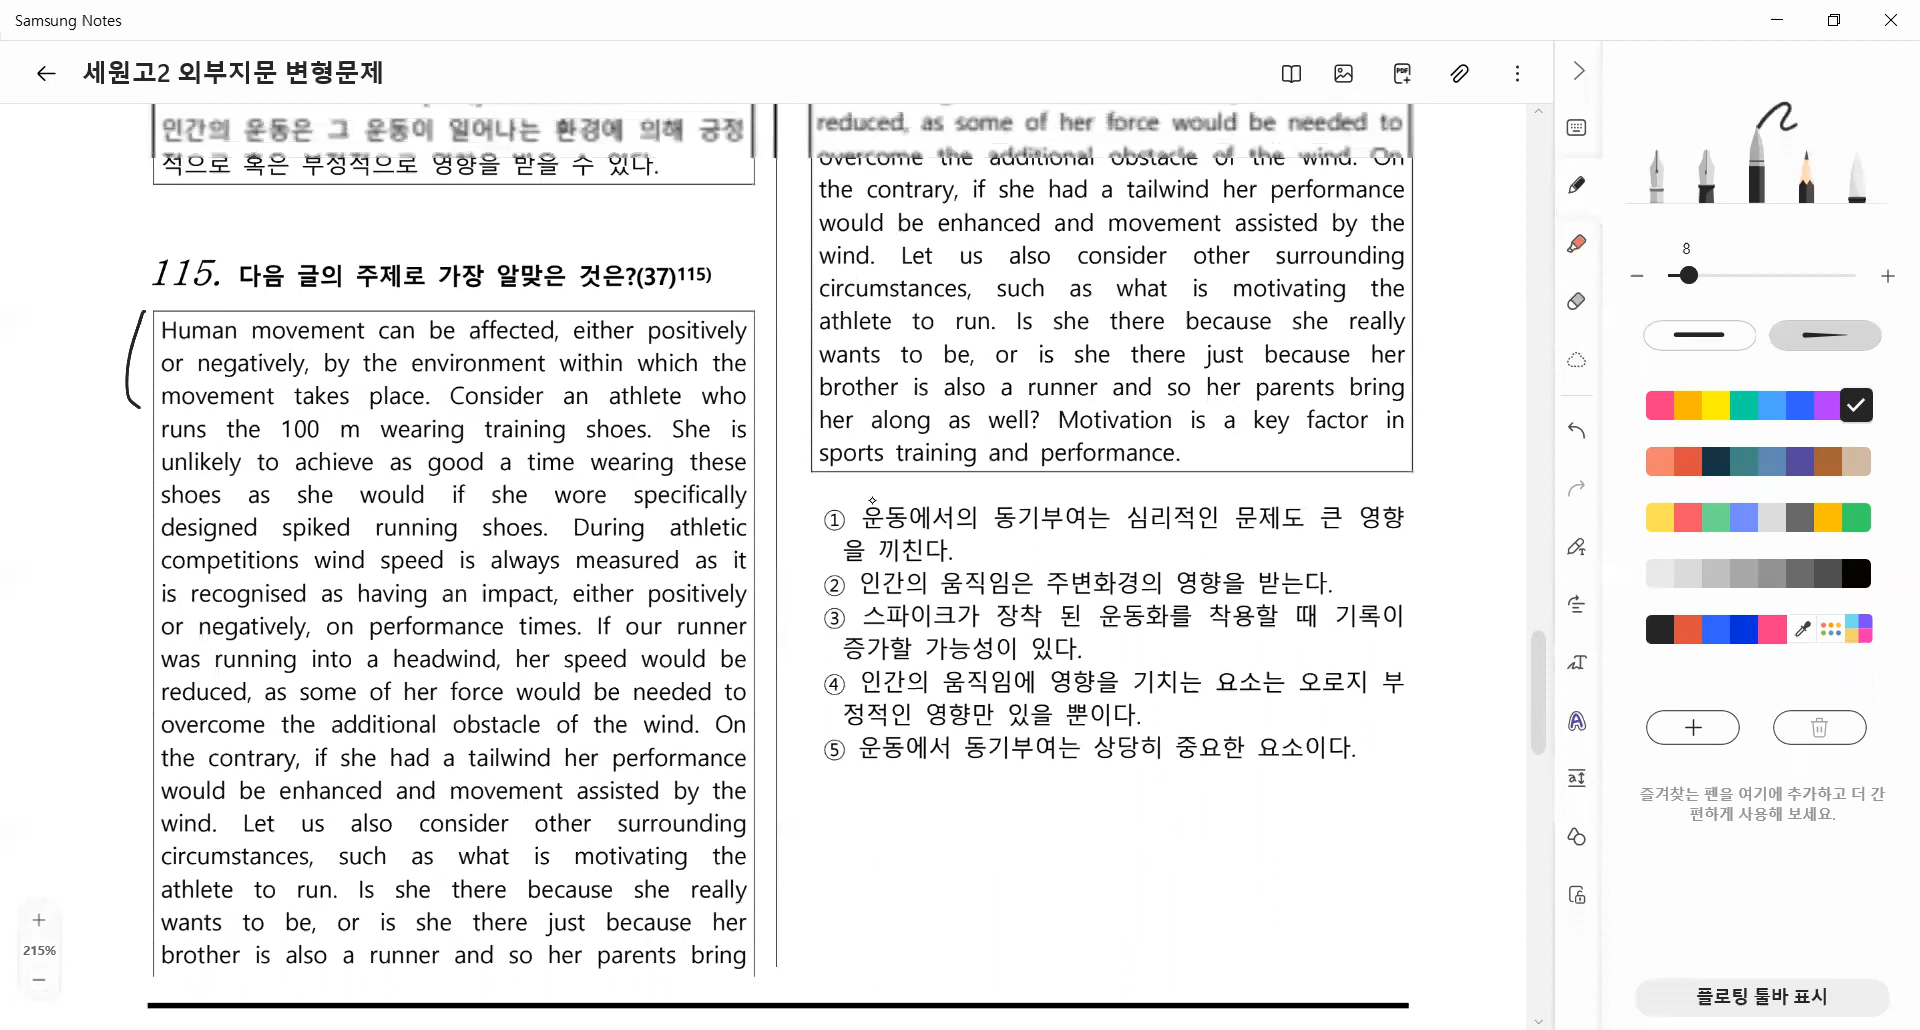 Samsung Notes
세원고2 외부지문 변형문제
인간의 운동은 그 운동이 일어나는 환경에 의해 긍정
적으로 혹은 부정적으로 영향을 받을 수 있다.
115. 다음 글의 주제로 가장 알맞은 것은?(37)115)
Human movement can be affected, either positively
or negatively, by the environment within which the
movement takes place. Consider an athlete who
runs the 100 m wearing training shoes. She is
unlikely to achieve as good a time wearing these
shoes as she would if she wore specifically
designed spiked running shoes. During athletic
competitions wind speed is always measured as it
is recognised as having an impact, either positively
or negatively, on performance times. If our runner
was running into a headwind, her speed would be
reduced, as some of her force would be needed to
overcome the additional obstacle of the wind. On
the contrary, if she had a tailwind her performance
would be enhanced and movement assisted by the
wind. Let us also consider other surrounding
circumstances, such as what is motivating the
athlete to run. Is she there because she really
wants to be, or is she there just because her
brother is also a runner and so her parents bring
reduced, as some of her force would be needed to
overcome the additional obstacle of the wind. On
the contrary, if she had a tailwind her performance
would be enhanced and movement assisted by the
wind. Let us also consider other surrounding
circumstances, such as what is motivating the
athlete to run. Is she there because she really
wants to be, or is she there just because her
brother is also a runner and so her parents bring
her along as well? Motivation is a key factor in
sports training and performance.
① 운동에서의 동기부여는 심리적인 문제도 큰 영향
을 끼친다.
② 인간의 움직임은 주변화경의 영향을 받는다.
③ 스파이크가 장착 된 운동화를 착용할 때 기록이
증가할 가능성이 있다.
④ 인간의 움직임에 영향을 기치는 요소는 오로지 부
정적인 영향만 있을 뿐이다.
⑤ 운동에서 동기부여는 상당히 중요한 요소이다.
215%
PDF
8
즐겨찾는 펜을 여기에 추가하고 더 간
편하게 사용해 보세요.
플로팅 툴바 표시